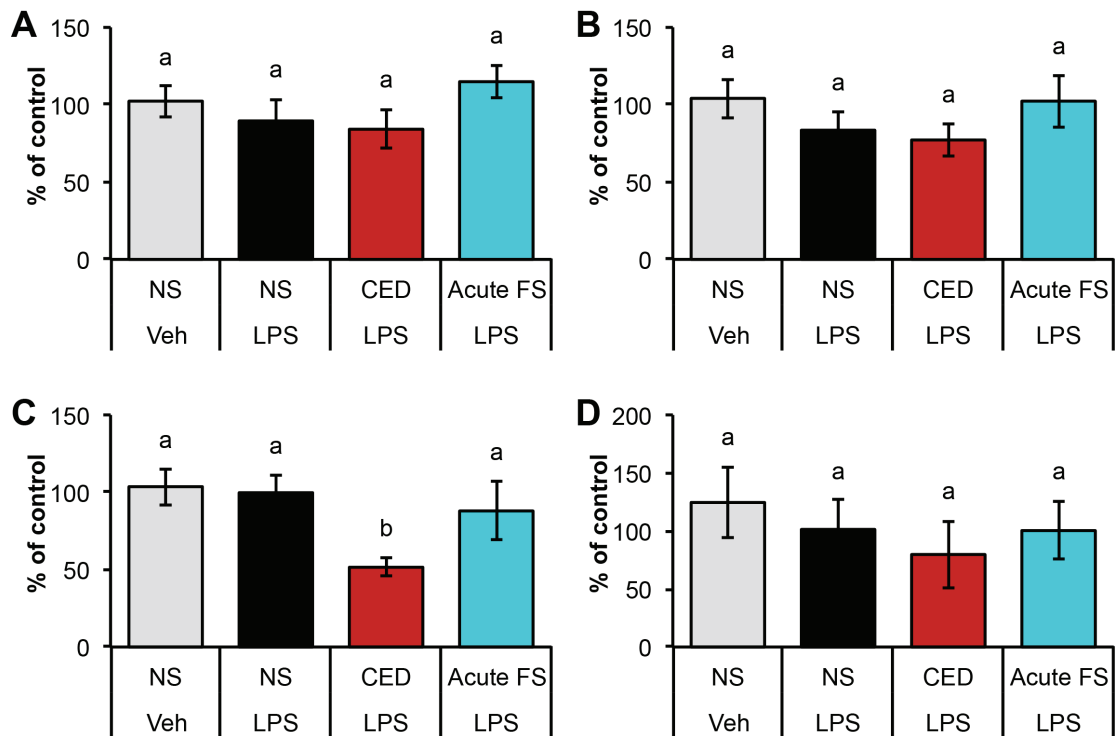 A
% of control
150
100
50
0
a a a a
NS NS CED Acute FS
Veh LPS LPS LPS
B
% of control
150
100
50
0
a a a a
NS NS CED Acute FS
Veh LPS LPS LPS
C
% of control
150
100
50
0
a a b a
NS NS CED Acute FS
Veh LPS LPS LPS
D
% of control
200
150
100
50
0
a a a a
NS NS CED Acute FS
Veh LPS LPS LPS